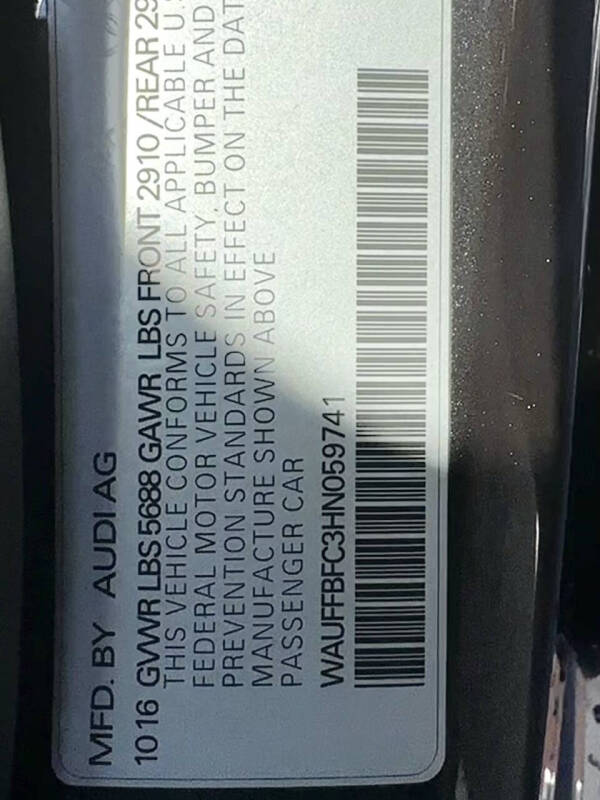 MFD. BY AUDI AG
1016 GVWR LBS 5688 GAWR LBS FRONT 2910 /REAR 29
THIS VEHICLE CONFORMS TO ALL APPLICABLE U.S
FEDERAL MOTOR VEHICLE SAFETY, BUMPER AND
PREVENTION STANDARDS IN EFFECT ON THE DAT
MANUFACTURE SHOWN ABOVE
PASSENGER CAR
WAUFFBFC3HN059741